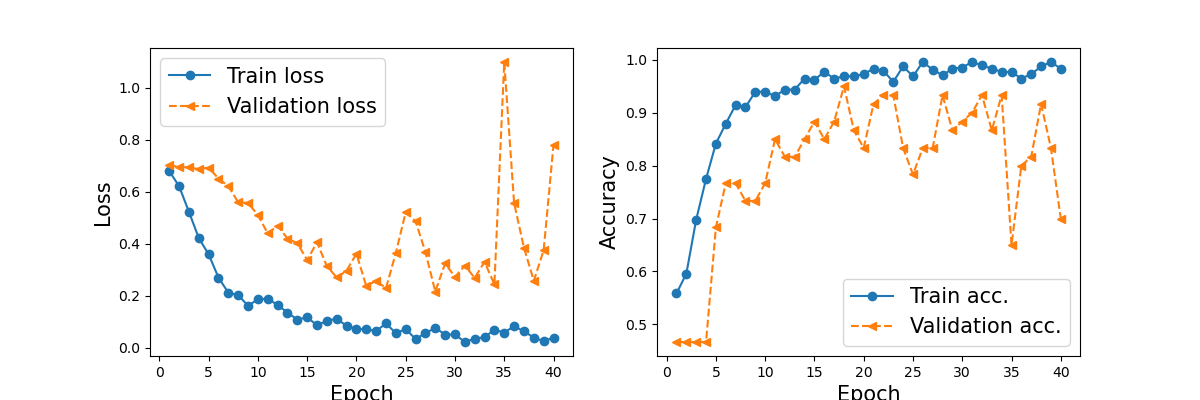 Train loss
Validation loss
Loss
1.0
0.8
0.6
0.4
0.2
0.0
0 5 10 15 20 25 30 35 40
Epoch
Accuracy
1.0
0.9
0.8
0.7
0.6
0.5
Train acc.
Validation acc.
0 5 10 15 20 25 30 35 40
Epoch